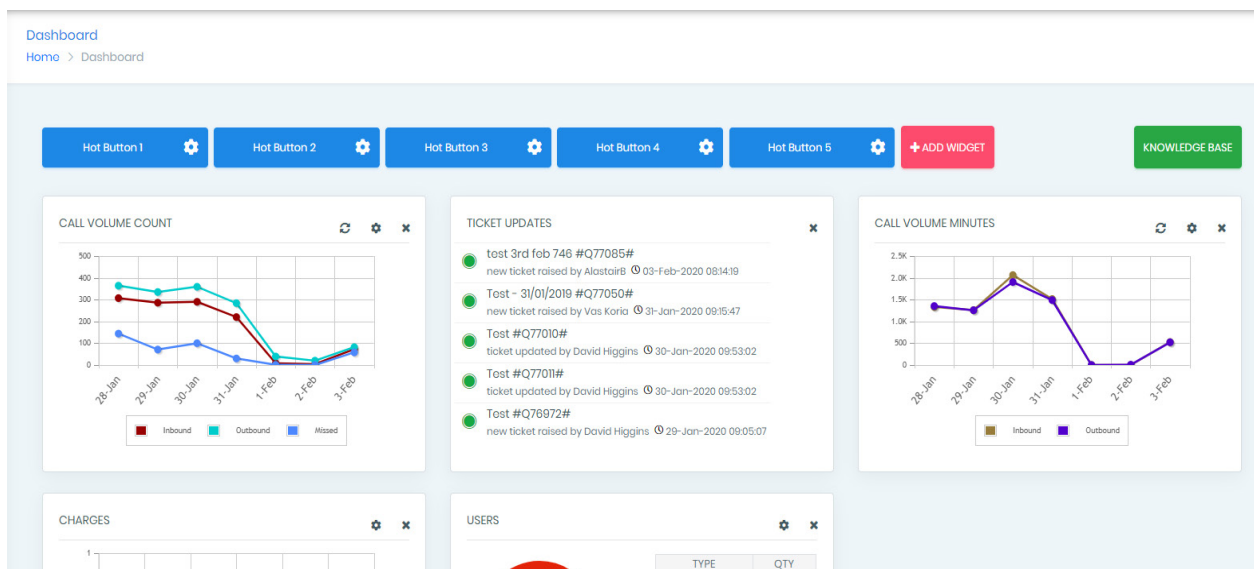 Dashboard
Home > Dashboard
Hot Button 1
Hot Button 2
Hot Button 3
Hot Button 4
Hot Button 5
+ ADD WIDGET
KNOWLEDGE BASE
CALL VOLUME COUNT
500
400
300
200
100
0
28-Jan
29-Jan
30-Jan
31-Jan
1-Feb
2-Feb
3-Feb
Inbound Outbound Missed
TICKET UPDATES
test 3rd feb 746 #Q77085#
new ticket raised by AlastairB 03-Feb-2020 08:14:19
Test - 31/01/2019 #Q77050#
new ticket raised by Vas Koria 31-Jan-2020 09:15:47
Test #Q77010#
ticket updated by David Higgins 30-Jan-2020 09:53:02
Test #Q77011#
ticket updated by David Higgins 30-Jan-2020 09:53:02
Test #Q76972#
new ticket raised by David Higgins 29-Jan-2020 09:05:07
CALL VOLUME MINUTES
2.5K
2.0K
1.5K
1.0K
500
0
28-Jan
29-Jan
30-Jan
31-Jan
1-Feb
2-Feb
3-Feb
Inbound Outbound
CHARGES
1
USERS
TYPE QTY